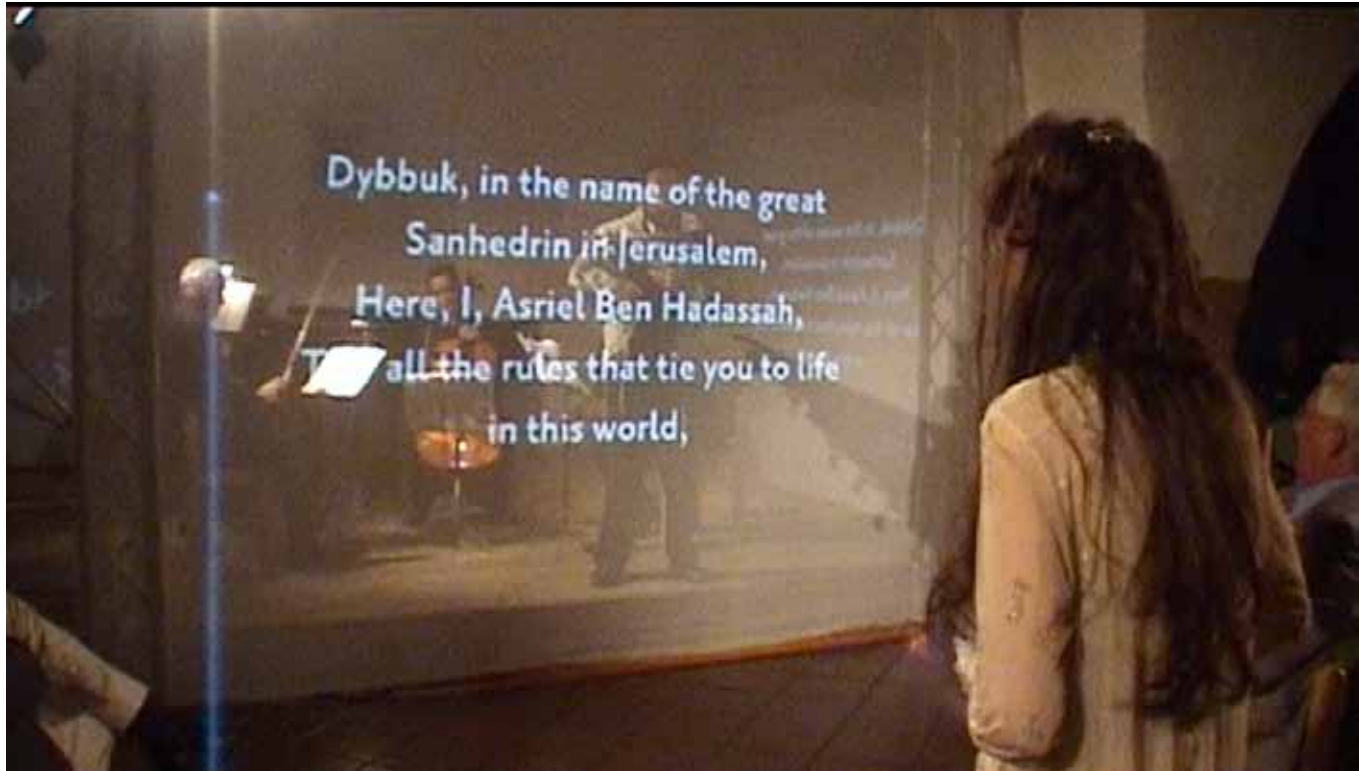 Dybbuk, in the name of the great
Sanhedrin in Jerusalem,
Here, I, Asriel Ben Hadassah,
all the rules that tie you to life
in this world,